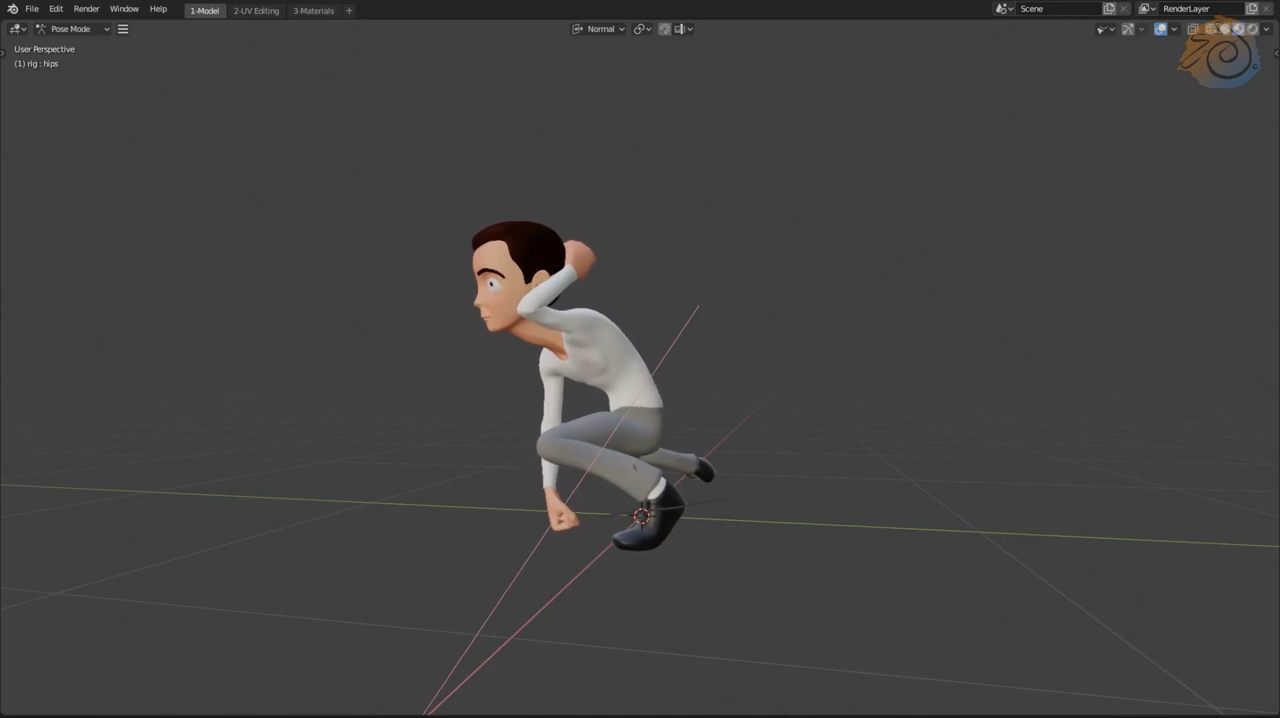 File Edit Render Window Help 1-Model 2-UV Editing 3-Materials + Scene RenderLayer
Pose Mode Normal
User Perspective
(1) rig : hips